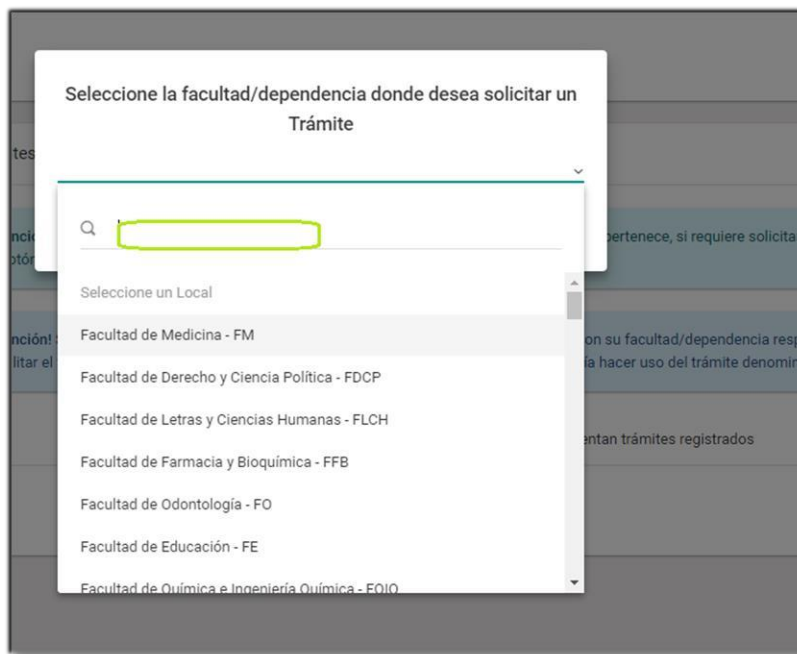 Seleccione la facultad/dependencia donde desea solicitar un
Trámite
tes
pertenece, si requiere solicita
Seleccione un Local
Facultad de Medicina - FM
nción!
on su facultad/dependencia resp
litar el
ía hacer uso del trámite denomin
Facultad de Derecho y Ciencia Política - FDCP
Facultad de Letras y Ciencias Humanas - FLCH
entan trámites registrados
Facultad de Farmacia y Bioquímica - FFB
Facultad de Odontología - FO
Facultad de Educación - FE
Facultad de Química e Ingeniería Química - FQIQ